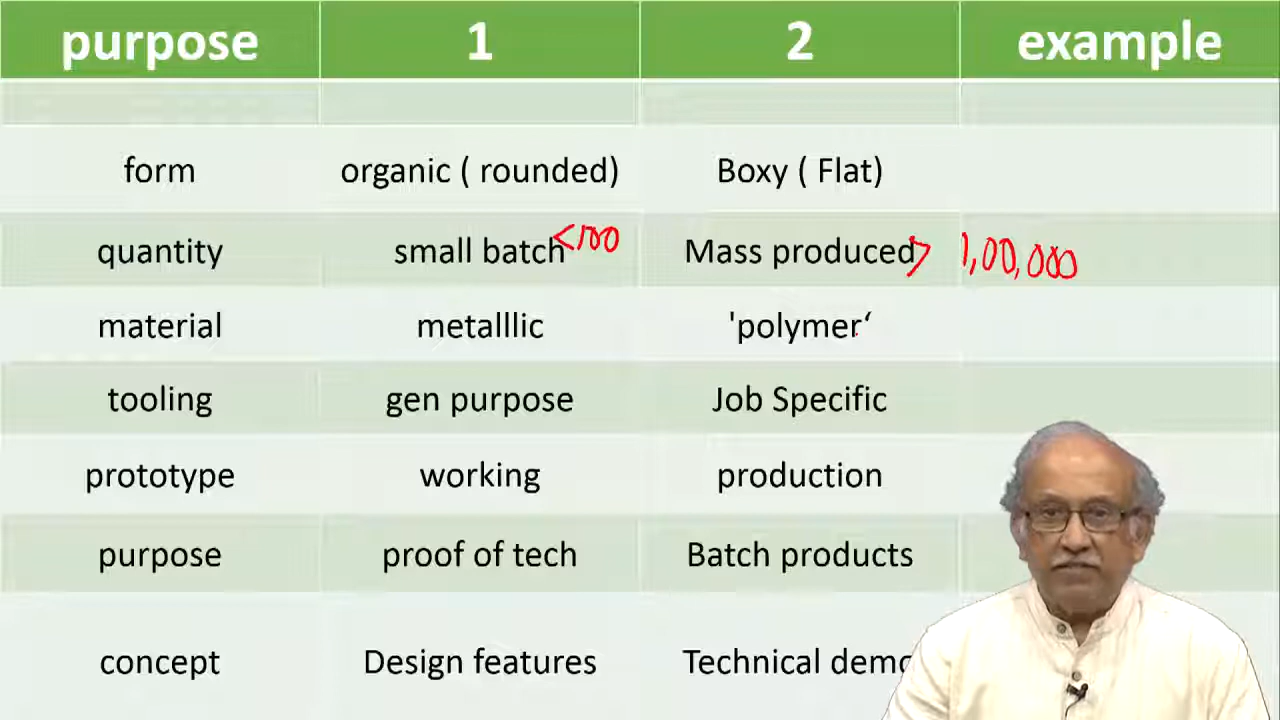 purpose 1 2 example
form organic ( rounded) Boxy ( Flat)
quantity small batch <100 Mass produced > 1,00,000
material metalllic 'polymer‘
tooling gen purpose Job Specific
prototype working production
purpose proof of tech Batch products
concept Design features Technical demo